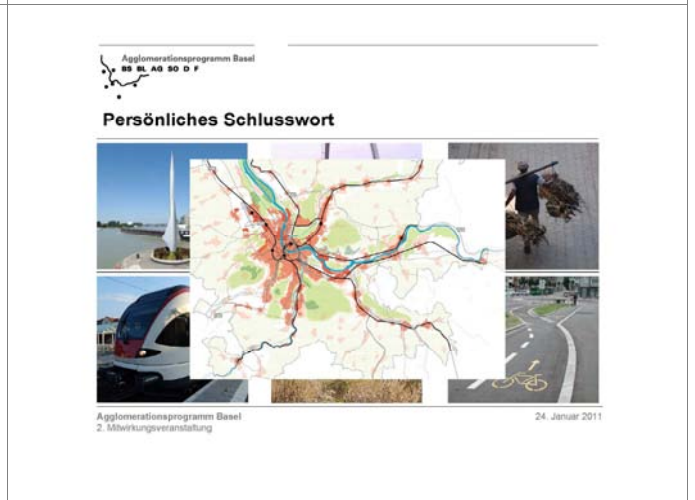 Agglomerationsprogramm Basel
BS BL AG SO D F
Persönliches Schlusswort
Agglomerationsprogramm Basel
24. Januar 2011
2. Mitwirkungsveranstaltung